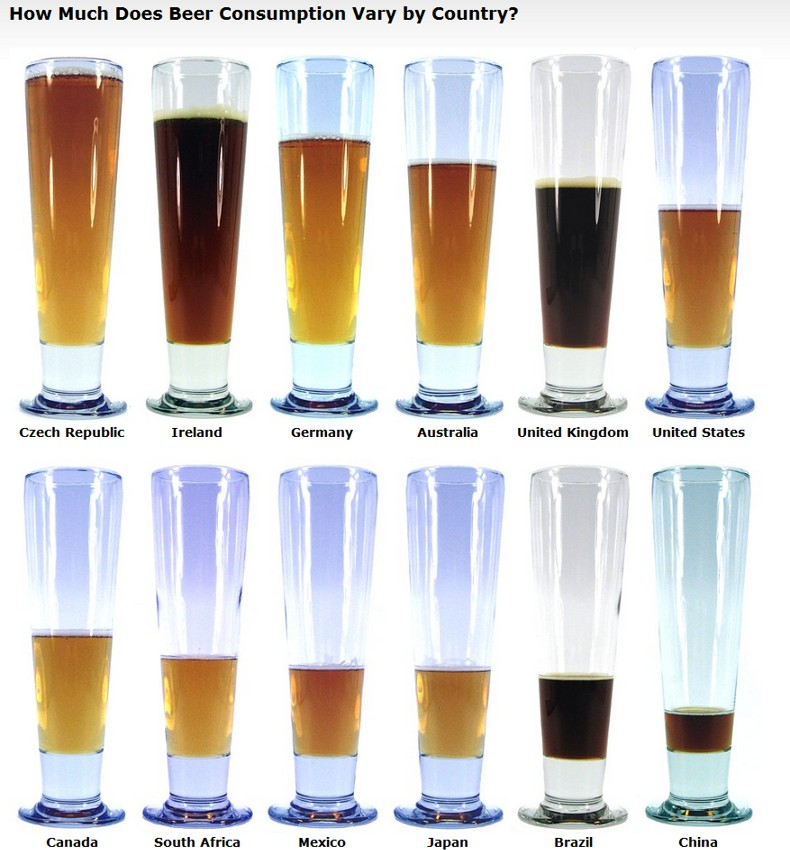 How Much Does Beer Consumption Vary by Country?
Czech Republic
Ireland
Germany
Australia
United Kingdom
United States
Canada
South Africa
Mexico
Japan
Brazil
China